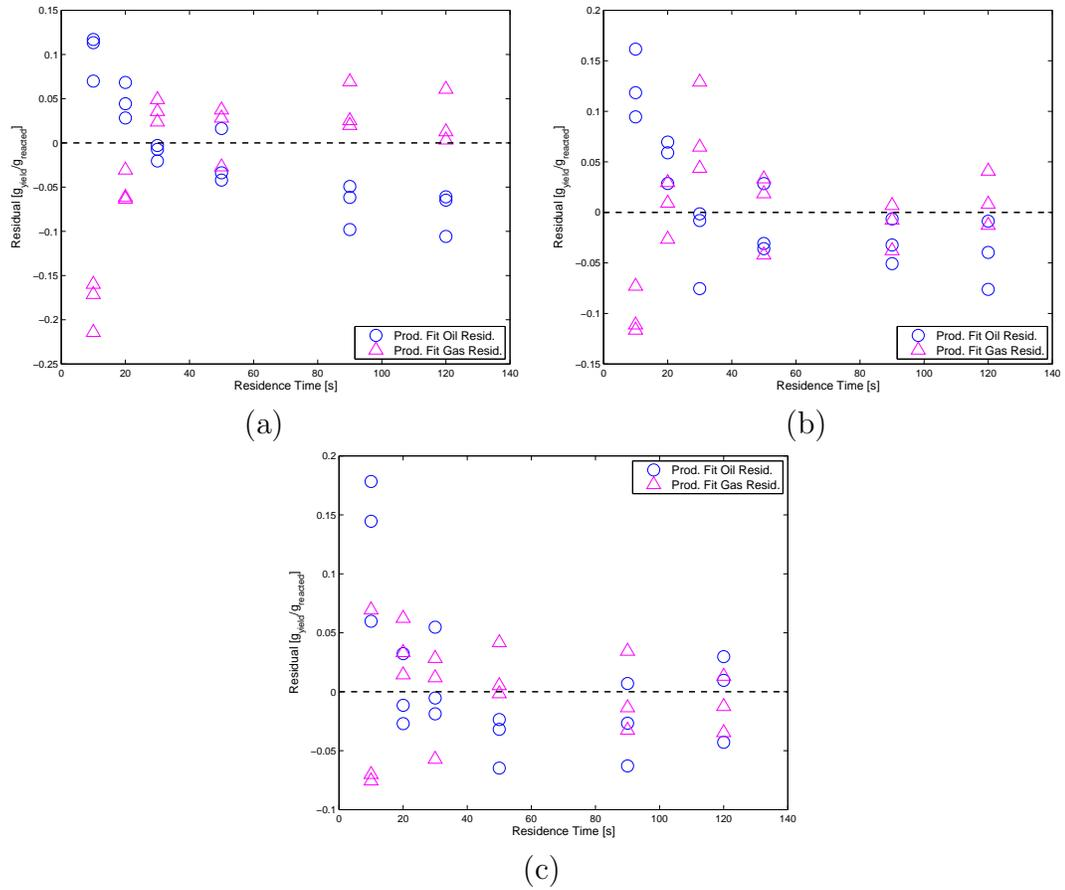 0.15
0.1
0.05
0
−0.05
−0.1
−0.15
−0.2
−0.25
Residual [g_yield/g_reacted]
Prod. Fit Oil Resid.
Prod. Fit Gas Resid.
0 20 40 60 80 100 120 140
Residence Time [s]
(a)
0.2
0.15
0.1
0.05
0
−0.05
−0.1
−0.15
Residual [g_yield/g_reacted]
Prod. Fit Oil Resid.
Prod. Fit Gas Resid.
0 20 40 60 80 100 120 140
Residence Time [s]
(b)
0.2
0.15
0.1
0.05
0
−0.05
−0.1
Residual [g_yield/g_reacted]
Prod. Fit Oil Resid.
Prod. Fit Gas Resid.
0 20 40 60 80 100 120 140
Residence Time [s]
(c)